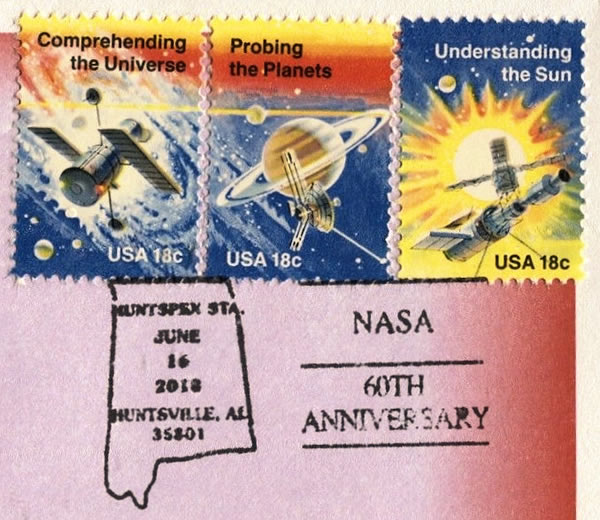 Comprehending
the Universe
USA 18c
Probing
the Planets
USA 18c
Understanding
the Sun
USA 18c
HUNTSPEX STA.
JUNE
16
2018
HUNTSVILLE, AL
35801
NASA
60TH
ANNIVERSARY